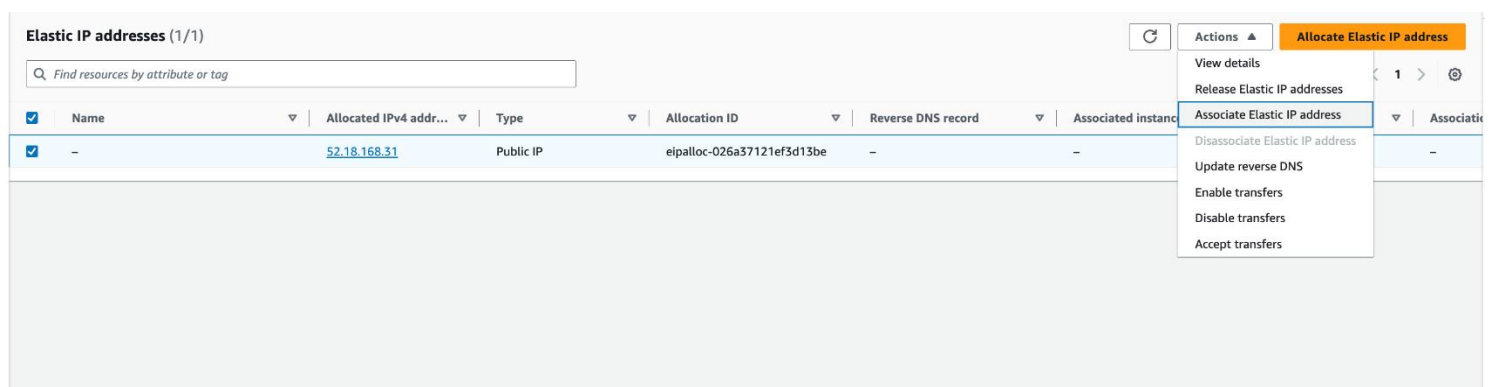 Elastic IP addresses (1/1)
Actions
Allocate Elastic IP address
Find resources by attribute or tag
1
View details
Release Elastic IP addresses
Associate Elastic IP address
Disassociate Elastic IP address
Update reverse DNS
Enable transfers
Disable transfers
Accept transfers
Name Allocated IPv4 addr... Type Allocation ID Reverse DNS record Associated
– 52.18.168.31 Public IP eipalloc-026a37121ef3d13be – – –